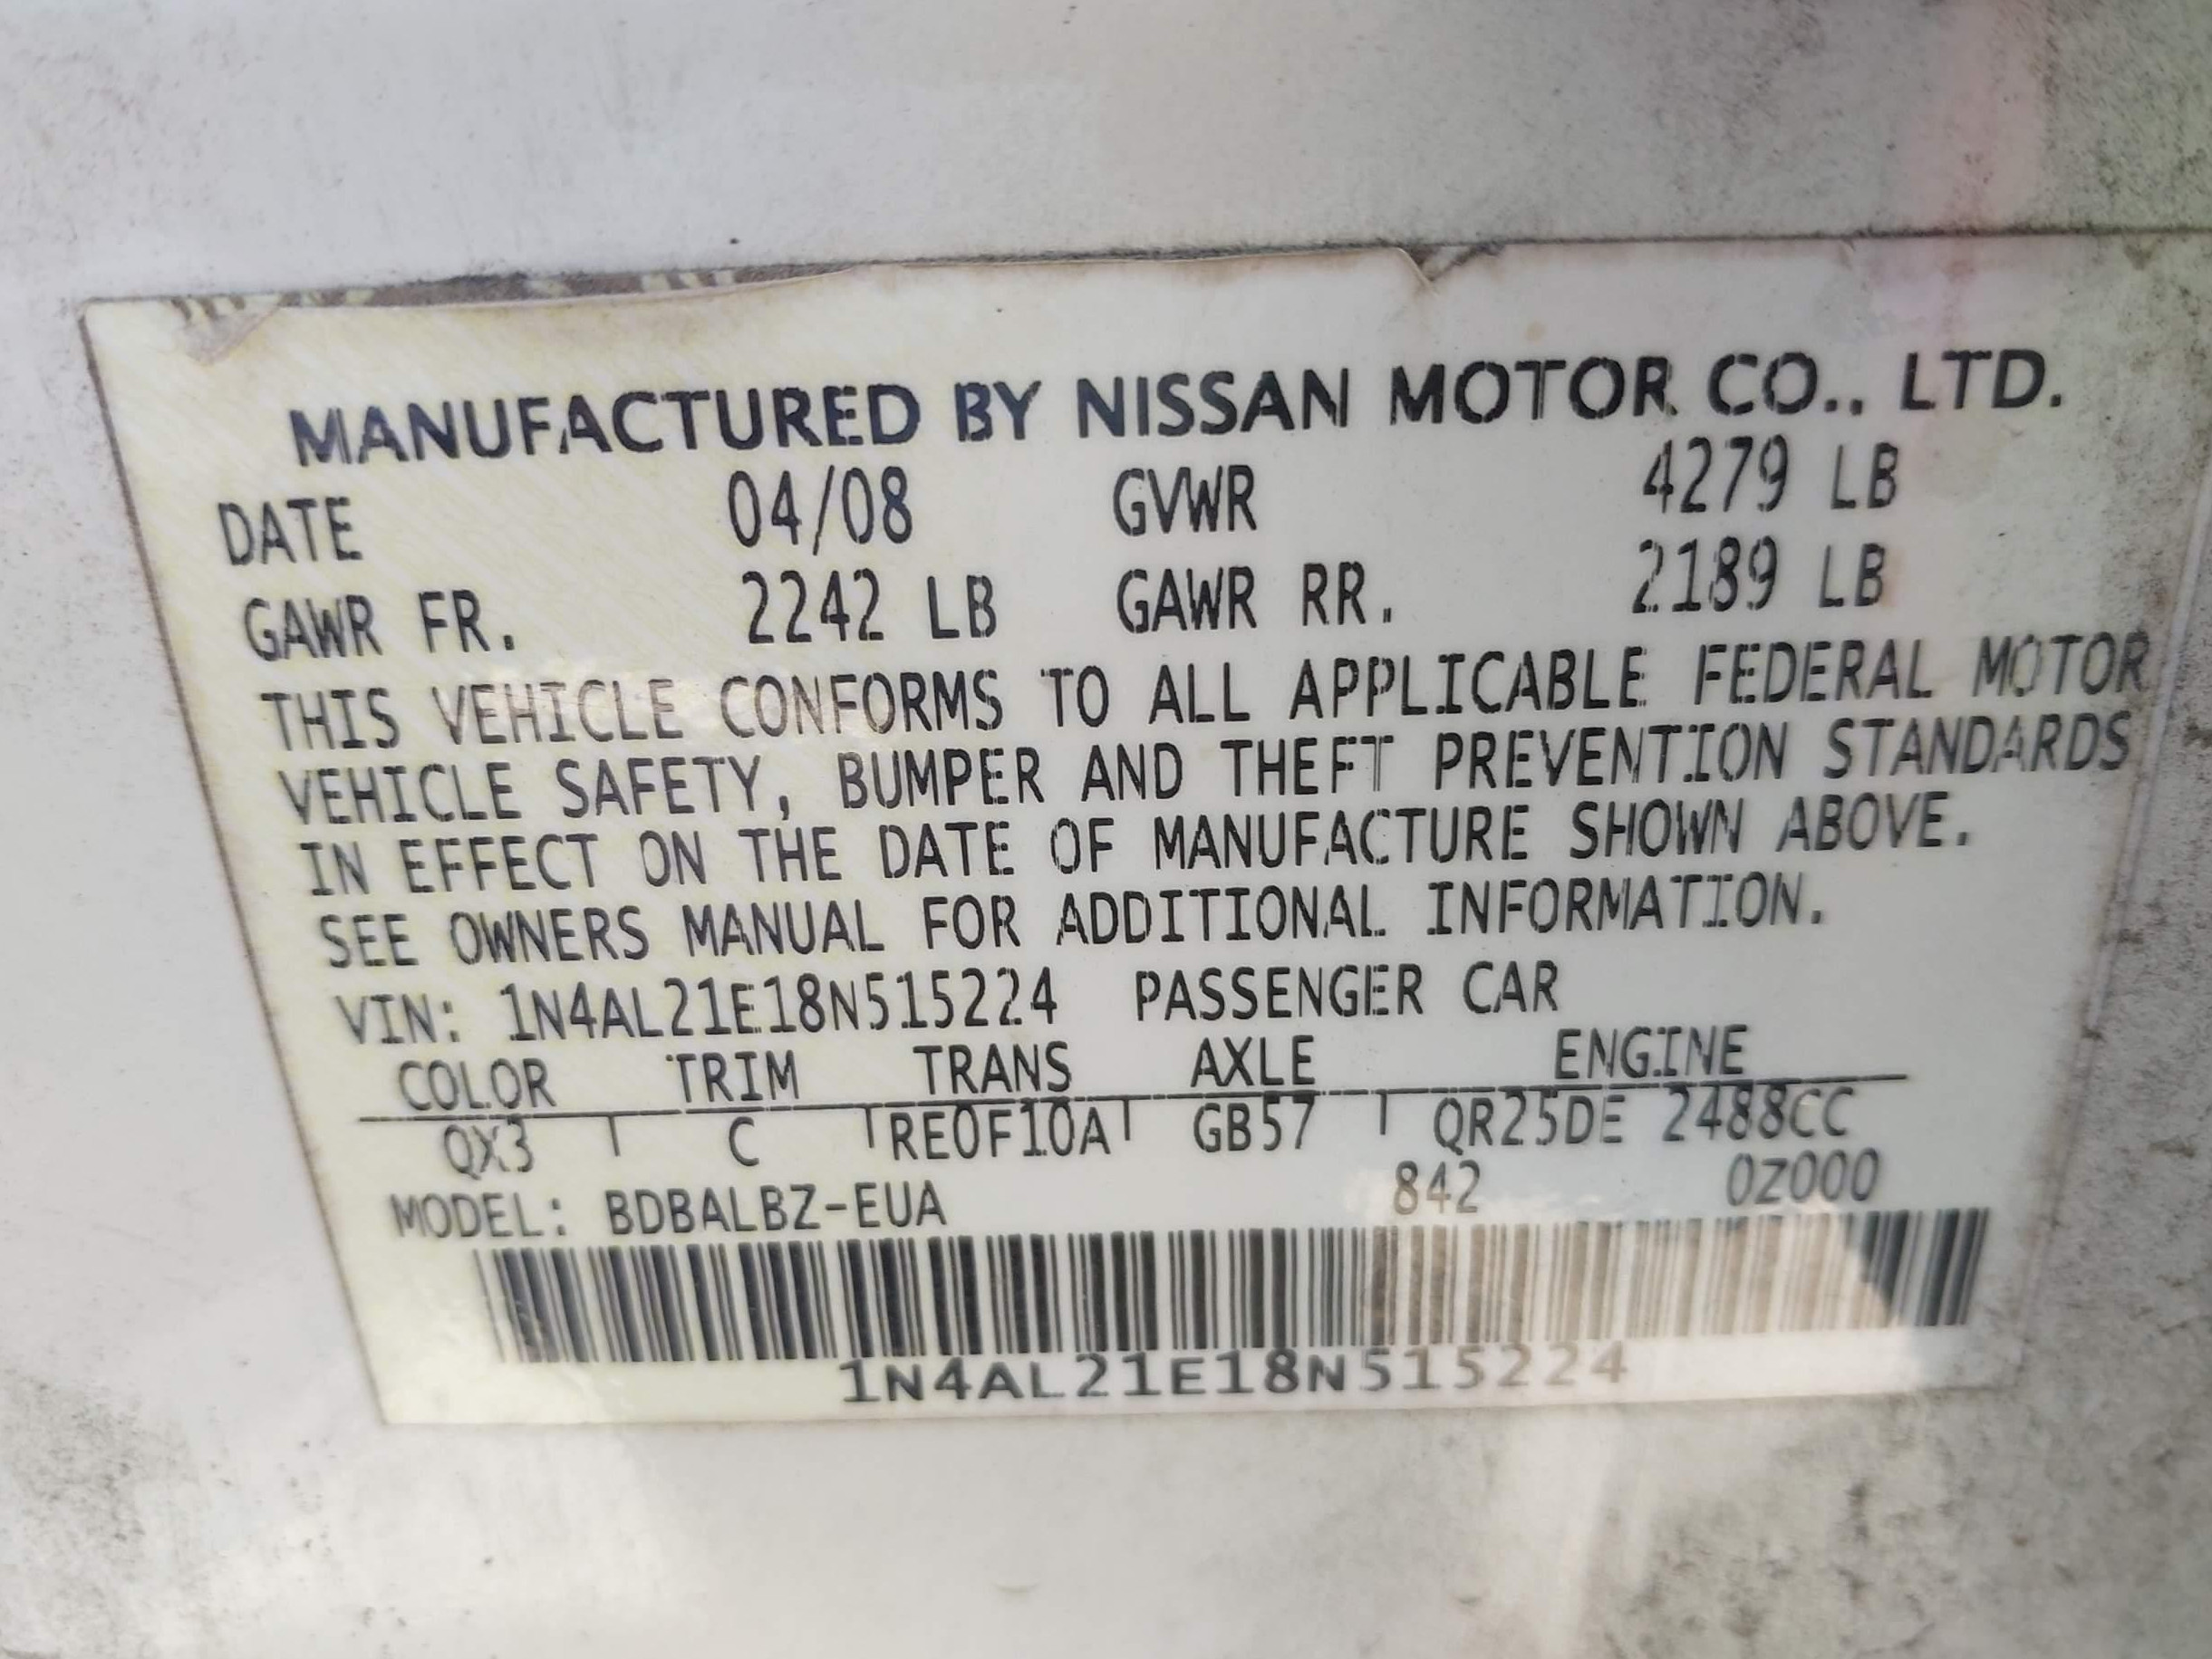 MANUFACTURED BY NISSAN MOTOR CO., LTD.
DATE 04/08 GVWR 4279 LB
GAWR FR. 2242 LB GAWR RR. 2189 LB
THIS VEHICLE CONFORMS TO ALL APPLICABLE FEDERAL MOTOR
VEHICLE SAFETY, BUMPER AND THEFT PREVENTION STANDARDS
IN EFFECT ON THE DATE OF MANUFACTURE SHOWN ABOVE.
SEE OWNERS MANUAL FOR ADDITIONAL INFORMATION.
VIN: 1N4AL21E18N515224 PASSENGER CAR
COLOR TRIM TRANS AXLE ENGINE
QX3 | C | RE0F10A | GB57 | QR25DE 2488CC
842 0Z000
MODEL: BDBALBZ-EUA
1N4AL21E18N515224